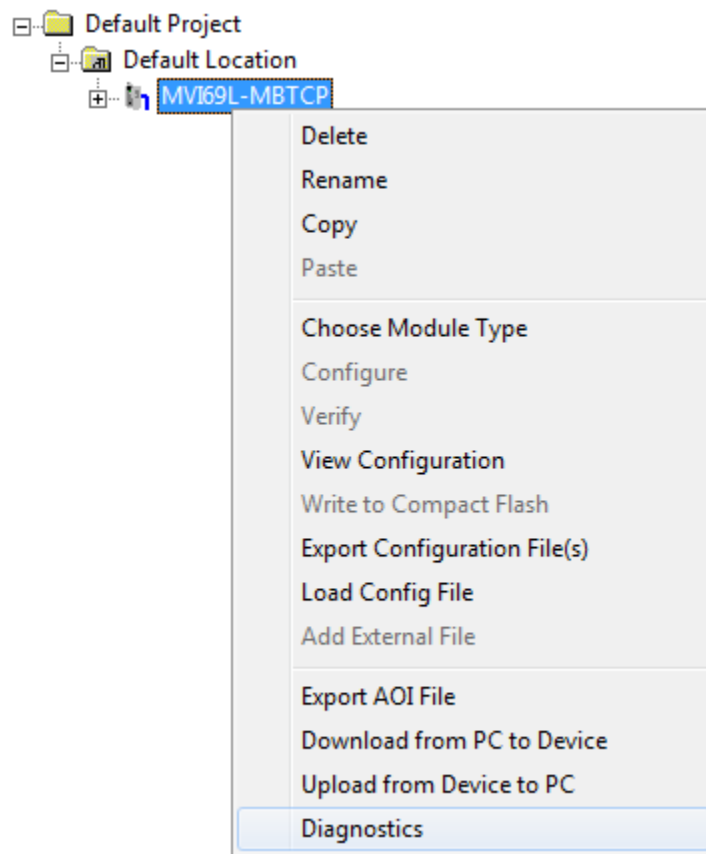 Default Project
Default Location
MVI69L-MBTCP
Delete
Rename
Copy
Paste
Choose Module Type
Configure
Verify
View Configuration
Write to Compact Flash
Export Configuration File(s)
Load Config File
Add External File
Export AOI File
Download from PC to Device
Upload from Device to PC
Diagnostics